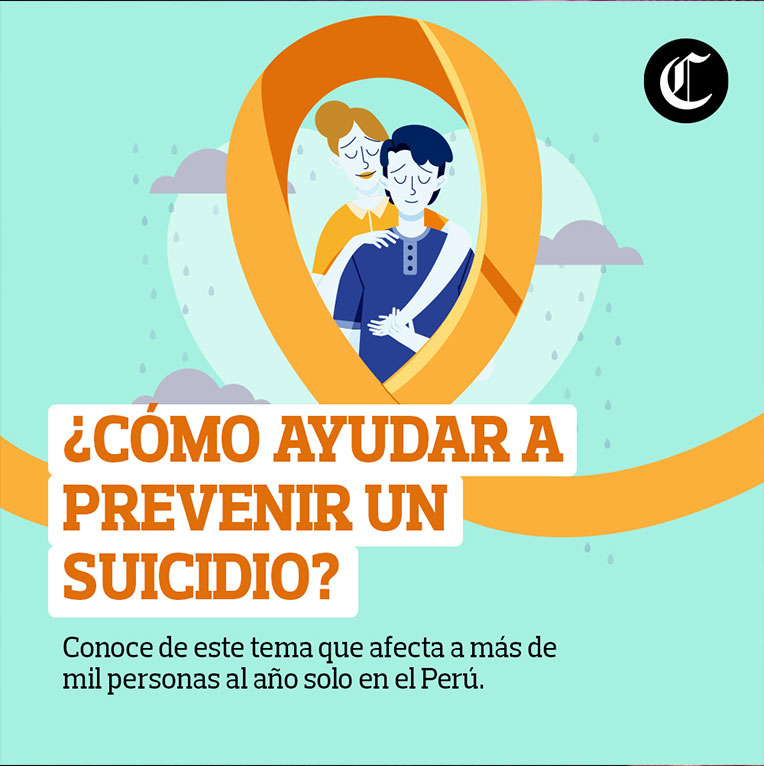 C
¿CÓMO AYUDAR A
PREVENIR UN
SUICIDIO?
Conoce de este tema que afecta a más de
mil personas al año solo en el Perú.